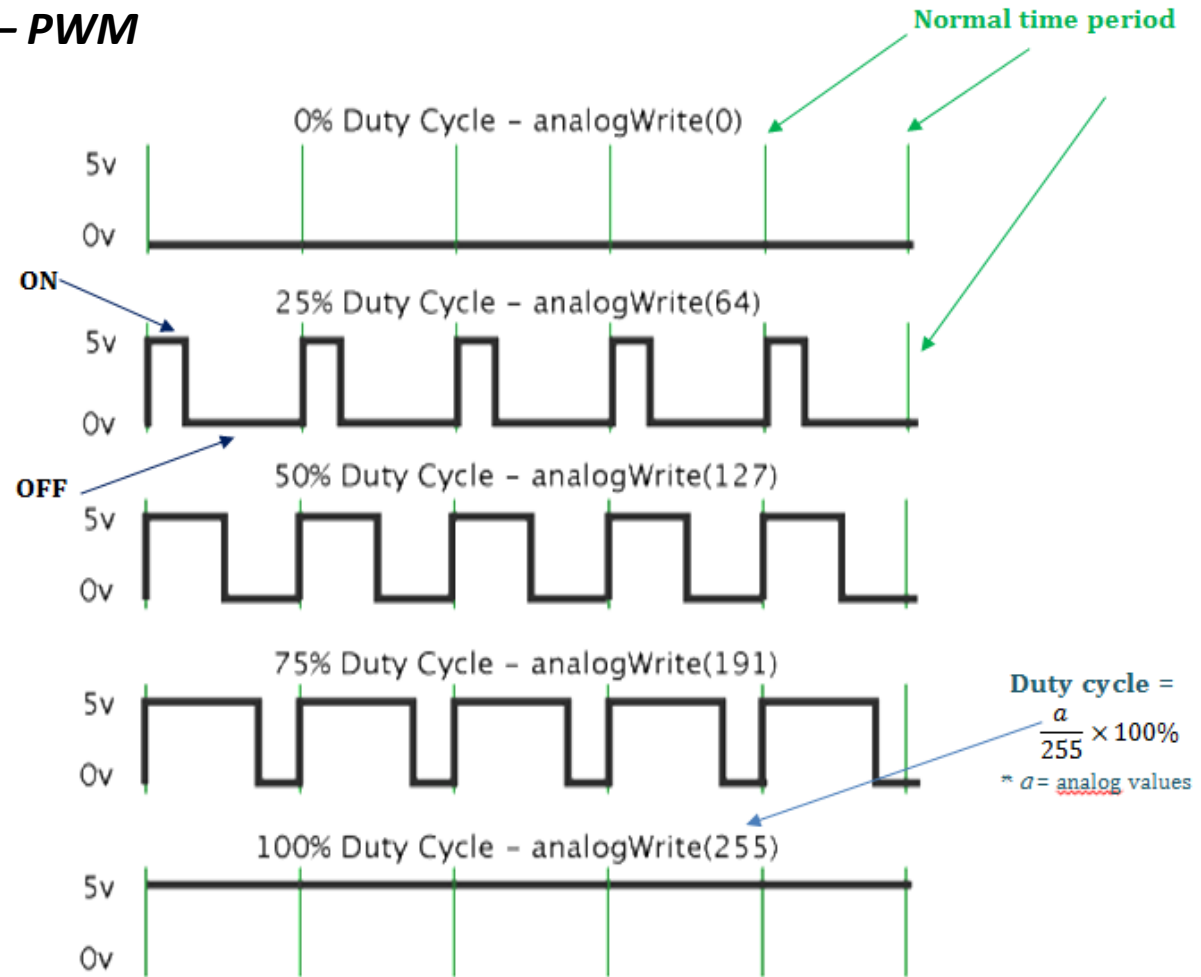 – PWM
Normal time period
0% Duty Cycle – analogWrite(0)
5v
0v
ON
25% Duty Cycle – analogWrite(64)
5v
0v
OFF
50% Duty Cycle – analogWrite(127)
5v
0v
75% Duty Cycle – analogWrite(191)
5v
0v
Duty cycle =
a/255 × 100%
* a = analog values
100% Duty Cycle – analogWrite(255)
5v
0v